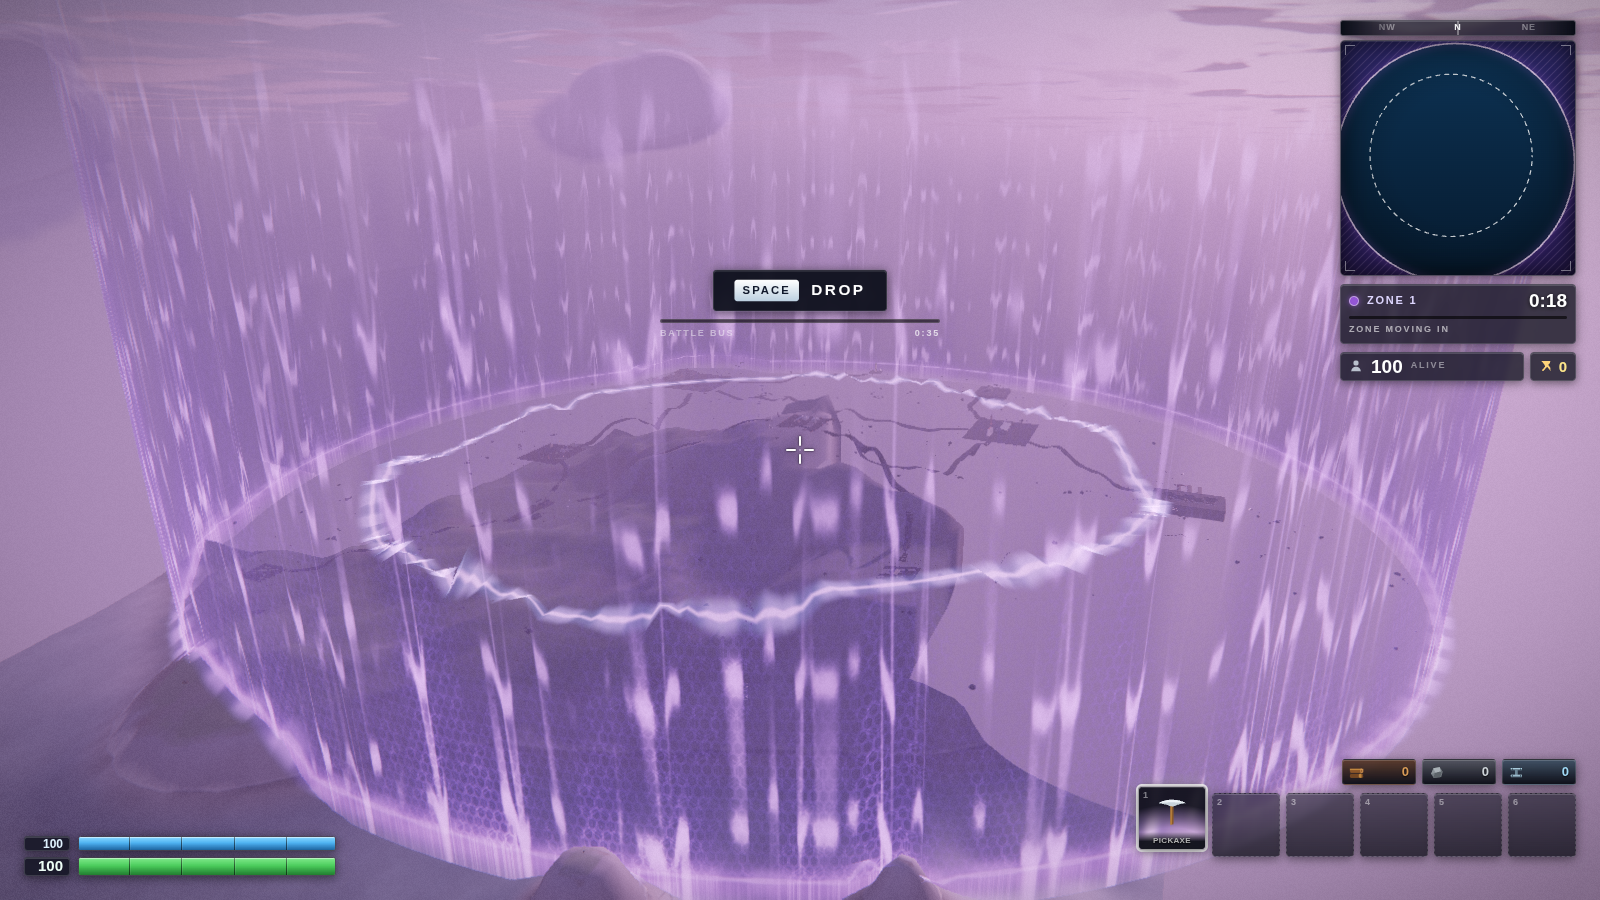 NW N NE
SPACE DROP
BATTLE BUS 0:35
ZONE 1 0:18
ZONE MOVING IN
100 ALIVE 0
0 0 0
1 2 3 4 5 6
PICKAXE
100
100